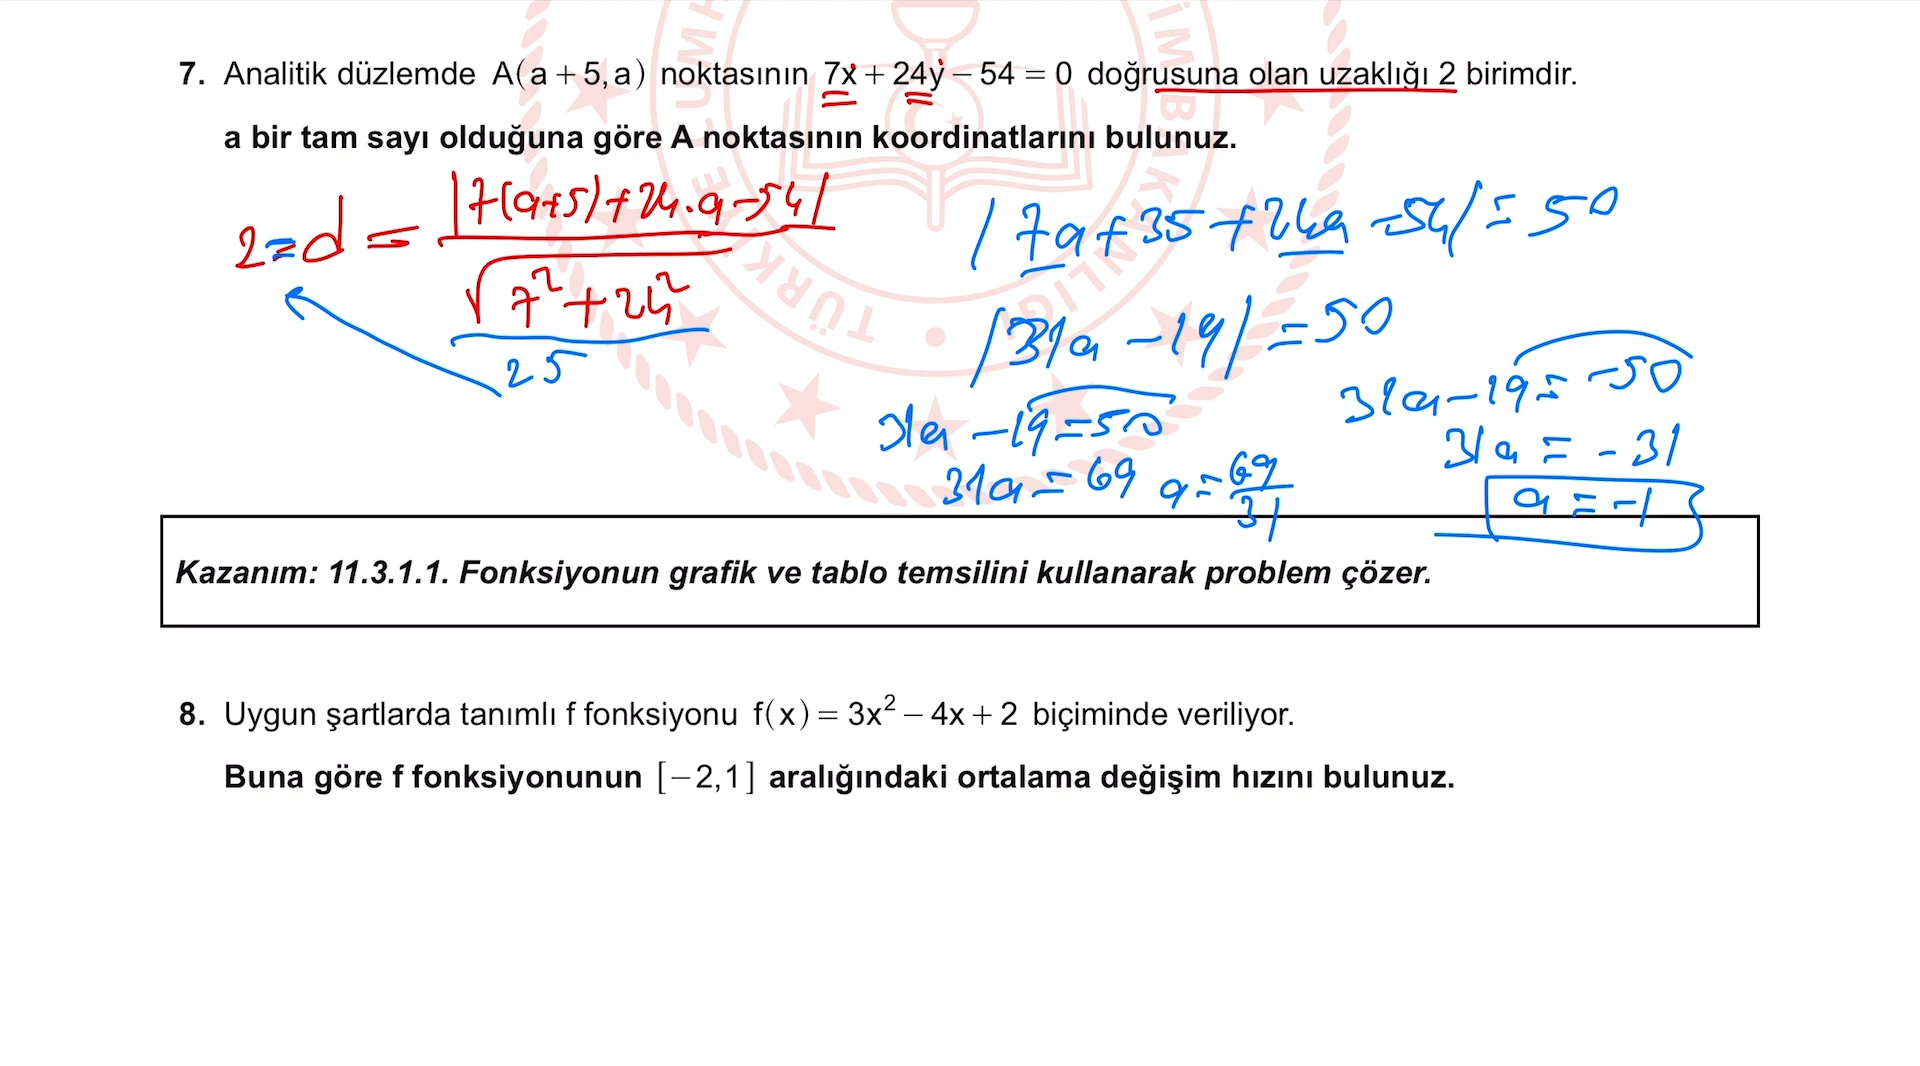 7. Analitik düzlemde A(a + 5, a) noktasının 7x + 24y − 54 = 0 doğrusuna olan uzaklığı 2 birimdir.
a bir tam sayı olduğuna göre A noktasının koordinatlarını bulunuz.
2 = d = |7(a+5)+24.a−54| / √7²+24²
25
|7a+35+24a−54| = 50
|31a −19| = 50
31a −19 = 50
31a = 69 a = 69/31
31a −19 = −50
31a = −31
a = −1
Kazanım: 11.3.1.1. Fonksiyonun grafik ve tablo temsilini kullanarak problem çözer.
8. Uygun şartlarda tanımlı f fonksiyonu f(x) = 3x² − 4x + 2 biçiminde veriliyor.
Buna göre f fonksiyonunun [−2,1] aralığındaki ortalama değişim hızını bulunuz.